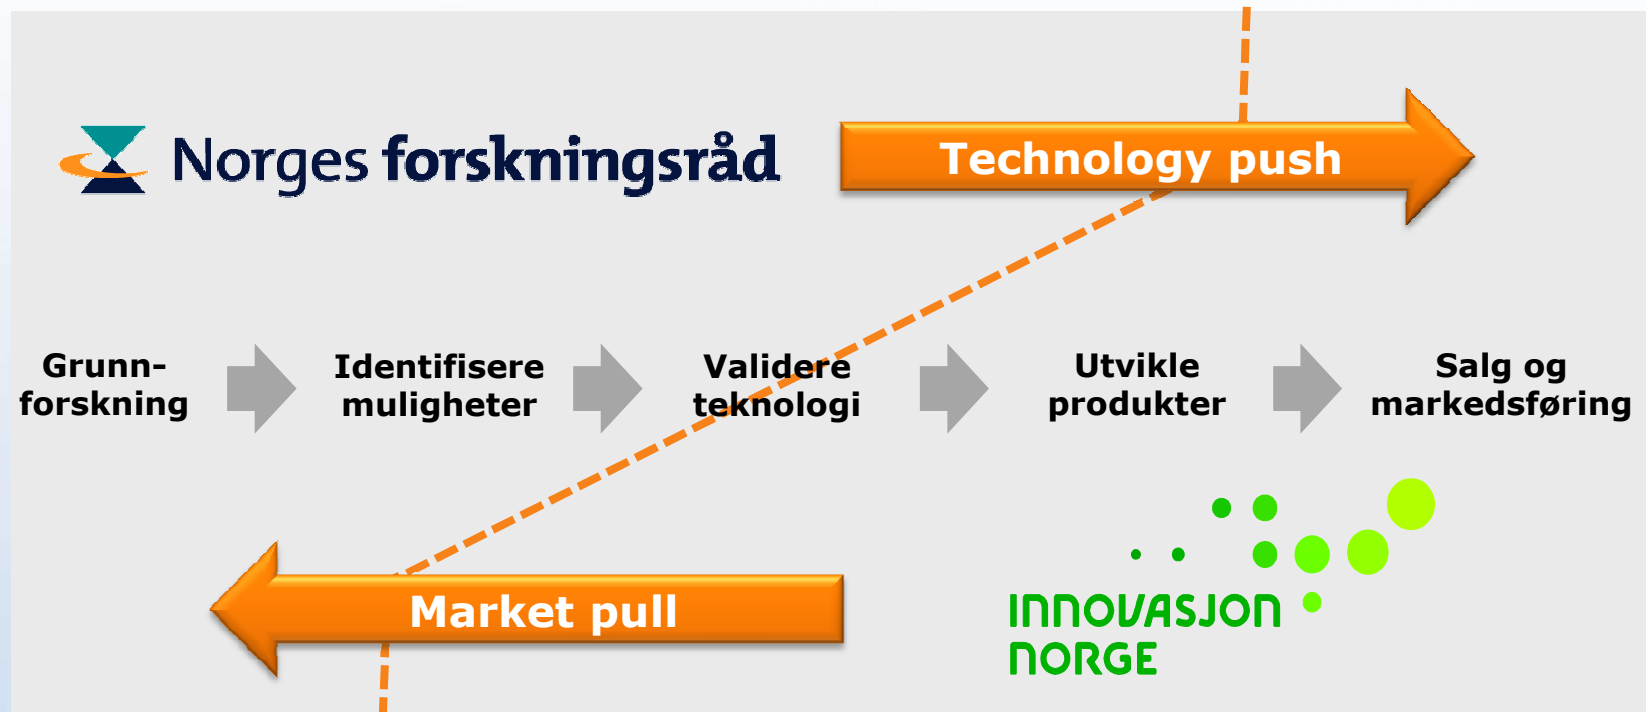 Norges forskningsråd
Technology push
Grunn-
forskning
Identifisere
muligheter
Validere
teknologi
Utvikle
produkter
Salg og
markedsføring
Market pull
INNOVASJON
NORGE